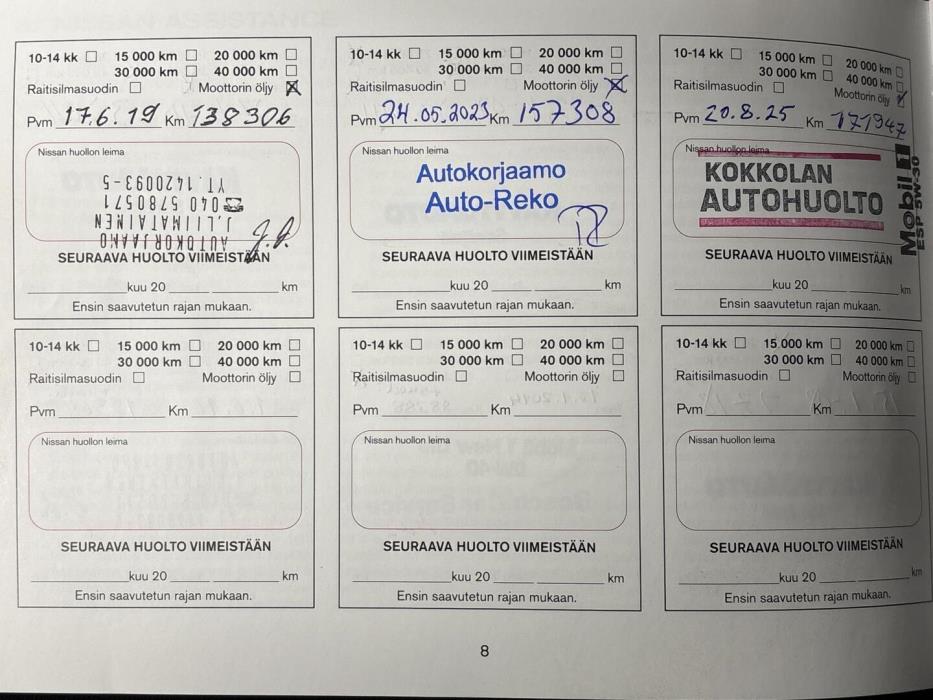 10-14 kk 15 000 km 20 000 km
30 000 km 40 000 km
Raitisilmasuodin Moottorin öljy
Pvm 17.6.19 Km 138306
Nissan huollon leima
AUTOKORJAAMO
J.LIIMATAINEN
040 5780571
YT.1420093-5
SEURAAVA HUOLTO VIIMEISTÄÄN
kuu 20 km
Ensin saavutetun rajan mukaan.
10-14 kk 15 000 km 20 000 km
30 000 km 40 000 km
Raitisilmasuodin Moottorin öljy
Pvm 24.05.2023 Km 157308
Nissan huollon leima
Autokorjaamo
Auto-Reko
SEURAAVA HUOLTO VIIMEISTÄÄN
kuu 20 km
Ensin saavutetun rajan mukaan.
10-14 kk 15 000 km 20 000 km
30 000 km 40 000 km
Raitisilmasuodin Moottorin öljy
Pvm 20.8.25 Km 171947
Nissan huollon leima
KOKKOLAN
AUTOHUOLTO
Mobil 1
ESP 5W-30
SEURAAVA HUOLTO VIIMEISTÄÄN
kuu 20 km
Ensin saavutetun rajan mukaan.
10-14 kk 15 000 km 20 000 km
30 000 km 40 000 km
Raitisilmasuodin Moottorin öljy
Pvm Km
Nissan huollon leima
SEURAAVA HUOLTO VIIMEISTÄÄN
kuu 20 km
Ensin saavutetun rajan mukaan.
10-14 kk 15 000 km 20 000 km
30 000 km 40 000 km
Raitisilmasuodin Moottorin öljy
Pvm Km
Nissan huollon leima
SEURAAVA HUOLTO VIIMEISTÄÄN
kuu 20 km
Ensin saavutetun rajan mukaan.
10-14 kk 15 000 km 20 000 km
30 000 km 40 000 km
Raitisilmasuodin Moottorin öljy
Pvm Km
Nissan huollon leima
SEURAAVA HUOLTO VIIMEISTÄÄN
kuu 20 km
Ensin saavutetun rajan mukaan.
8